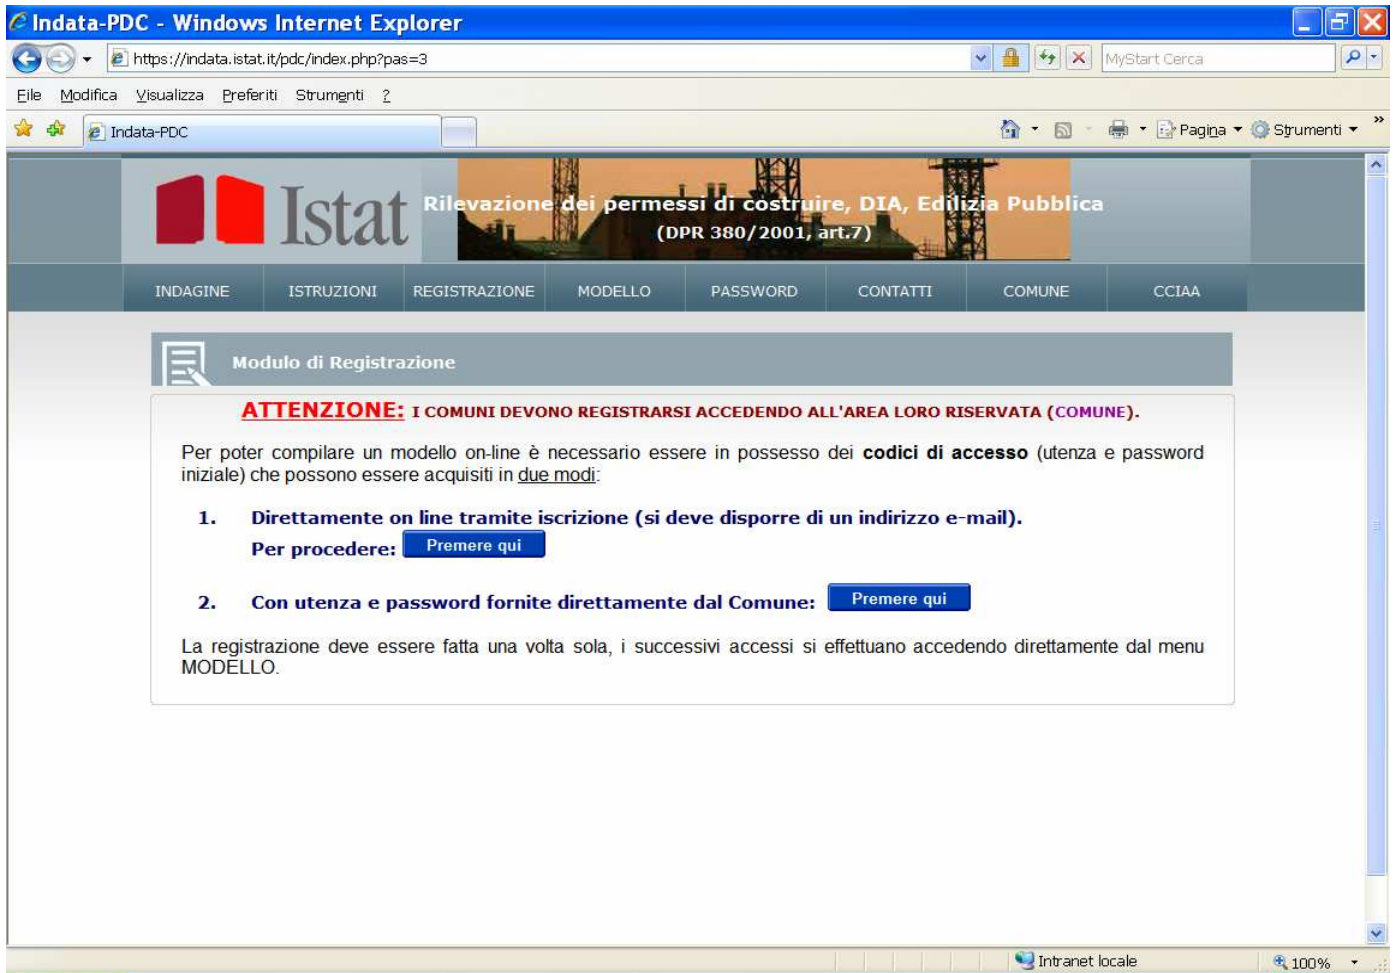 Indata-PDC - Windows Internet Explorer
https://indata.istat.it/pdc/index.php?pas=3
MyStart Cerca
File Modifica Visualizza Preferiti Strumenti ?
Indata-PDC
Pagina Strumenti »
Istat
Rilevazione dei permessi di costruire, DIA, Edilizia Pubblica
(DPR 380/2001, art.7)
INDAGINE ISTRUZIONI REGISTRAZIONE MODELLO PASSWORD CONTATTI COMUNE CCIAA
Modulo di Registrazione
ATTENZIONE: I COMUNI DEVONO REGISTRARSI ACCEDENDO ALL'AREA LORO RISERVATA (COMUNE).
Per poter compilare un modello on-line è necessario essere in possesso dei codici di accesso (utenza e password
iniziale) che possono essere acquisiti in due modi:
1. Direttamente on line tramite iscrizione (si deve disporre di un indirizzo e-mail).
Per procedere: Premere qui
2. Con utenza e password fornite direttamente dal Comune: Premere qui
La registrazione deve essere fatta una volta sola, i successivi accessi si effettuano accedendo direttamente dal menu
MODELLO.
Intranet locale
100%